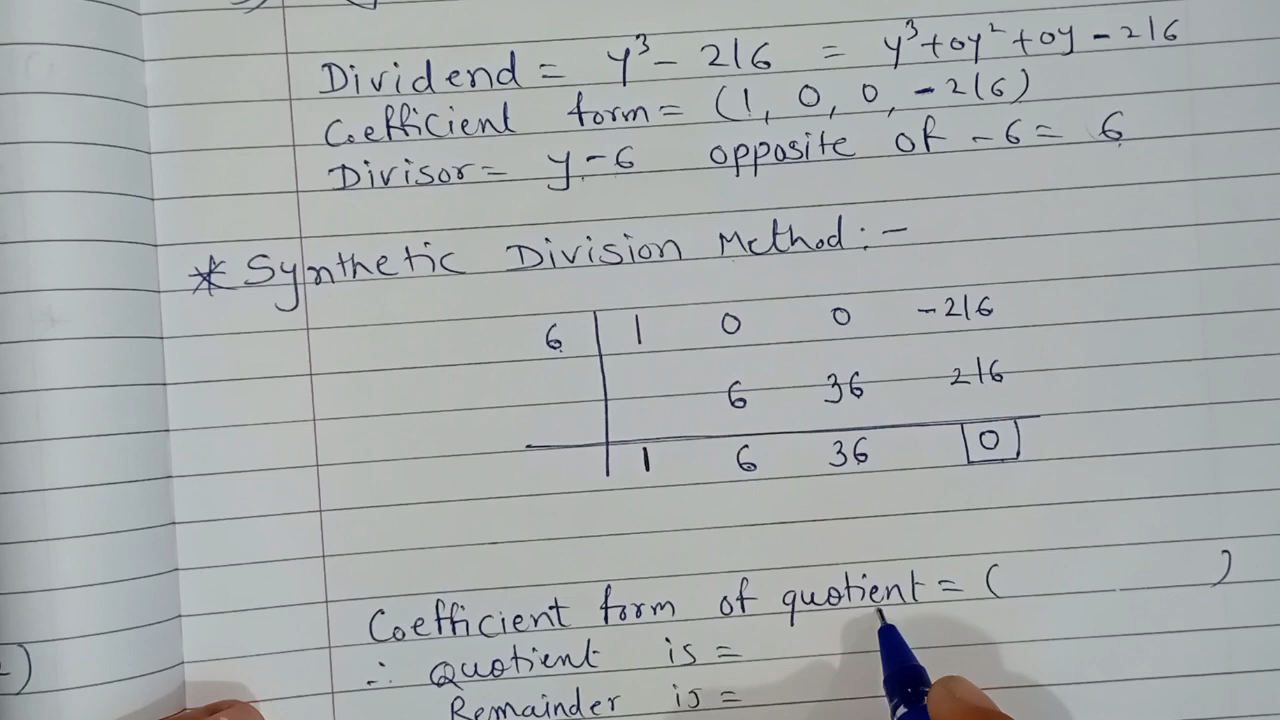 Dividend = y³ - 216 = y³+0y²+0y-216
Coefficient form = (1, 0, 0, -216)
Divisor = y-6 opposite of -6 = 6
* Synthetic Division Method :-
6 | 1 0 0 -216
6 36 216
1 6 36 0
Coefficient form of quotient = ( )
∴ Quotient is =
Remainder is =